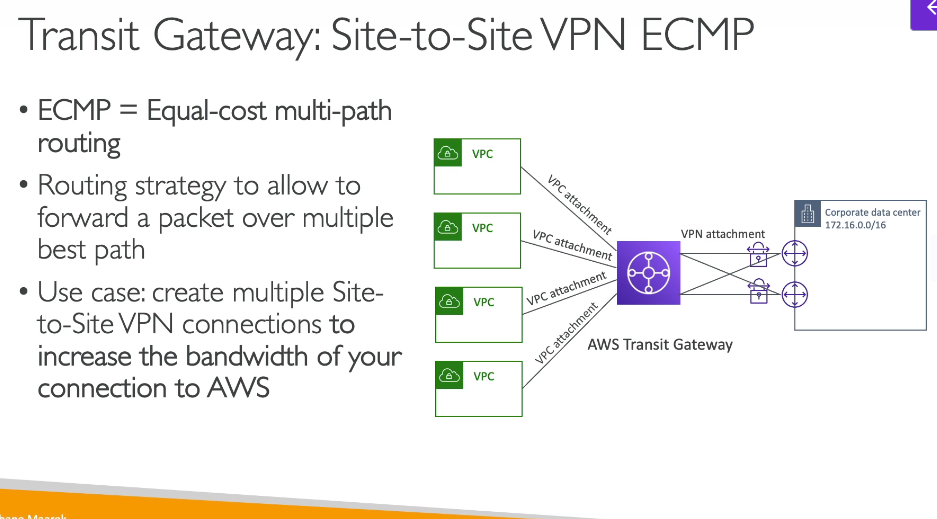 Transit Gateway: Site-to-Site VPN ECMP
• ECMP = Equal-cost multi-path
routing
• Routing strategy to allow to
forward a packet over multiple
best path
• Use case: create multiple Site-
to-Site VPN connections to
increase the bandwidth of your
connection to AWS
VPC
VPC
VPC
VPC
VPC attachment
VPC attachment
VPC attachment
VPC attachment
AWS Transit Gateway
VPN attachment
Corporate data center
172.16.0.0/16
Maarek